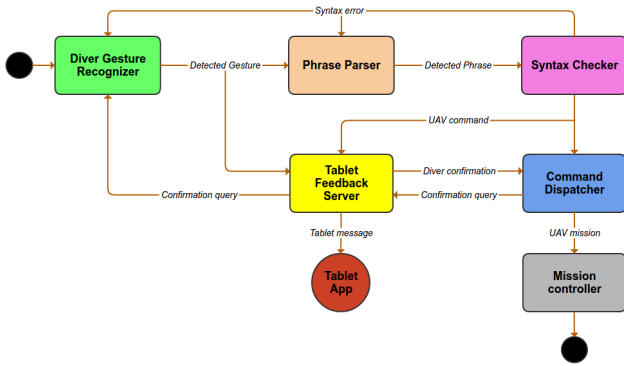 Syntax error
Diver Gesture
Recognizer
Detected Gesture
Phrase Parser
Detected Phrase
Syntax Checker
UAV command
Tablet
Feedback
Server
Diver confirmation
Confirmation query
Command
Dispatcher
Confirmation query
Tablet message
UAV mission
Tablet
App
Mission
controller